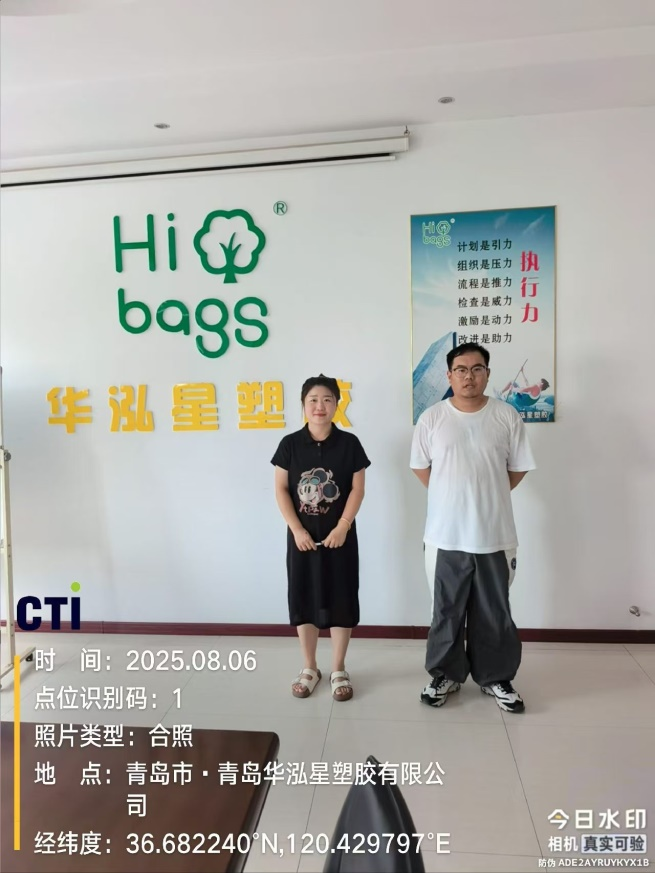 Hi
bags
®
华泓星塑胶
Hi
bags
计划是引力
组织是压力
流程是推力
检查是威力
激励是动力
改进是助力
执行力
泓星塑胶
CTi
时 间：2025.08.06
点位识别码：1
照片类型：合照
地 点：青岛市·青岛华泓星塑胶有限公
司
经纬度：36.682240°N,120.429797°E
今日水印
相机 真实可验
防伪 ADE2AYRUYKYX1B